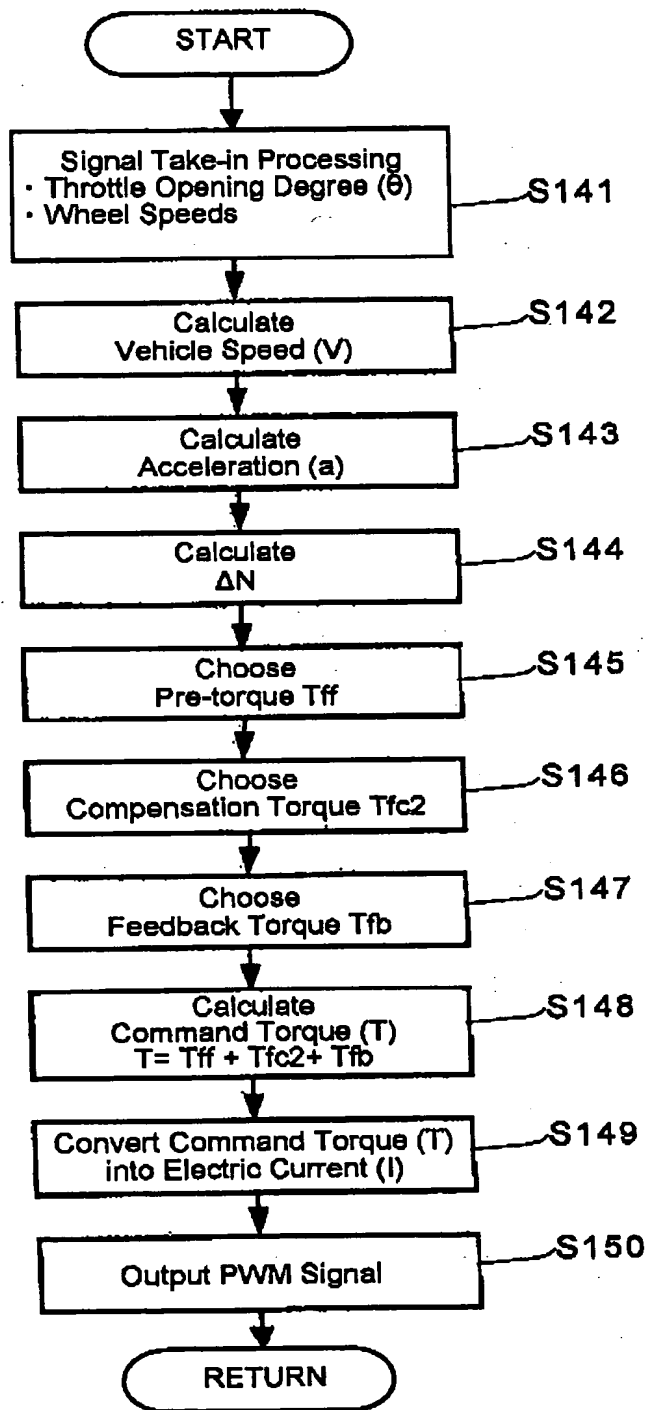 START
Signal Take-in Processing
・Throttle Opening Degree (θ)
・Wheel Speeds
S141
Calculate
Vehicle Speed (V)
S142
Calculate
Acceleration (a)
S143
Calculate
ΔN
S144
Choose
Pre-torque Tff
S145
Choose
Compensation Torque Tfc2
S146
Choose
Feedback Torque Tfb
S147
Calculate
Command Torque (T)
T= Tff + Tfc2+ Tfb
S148
Convert Command Torque (T)
into Electric Current (I)
S149
Output PWM Signal
S150
RETURN